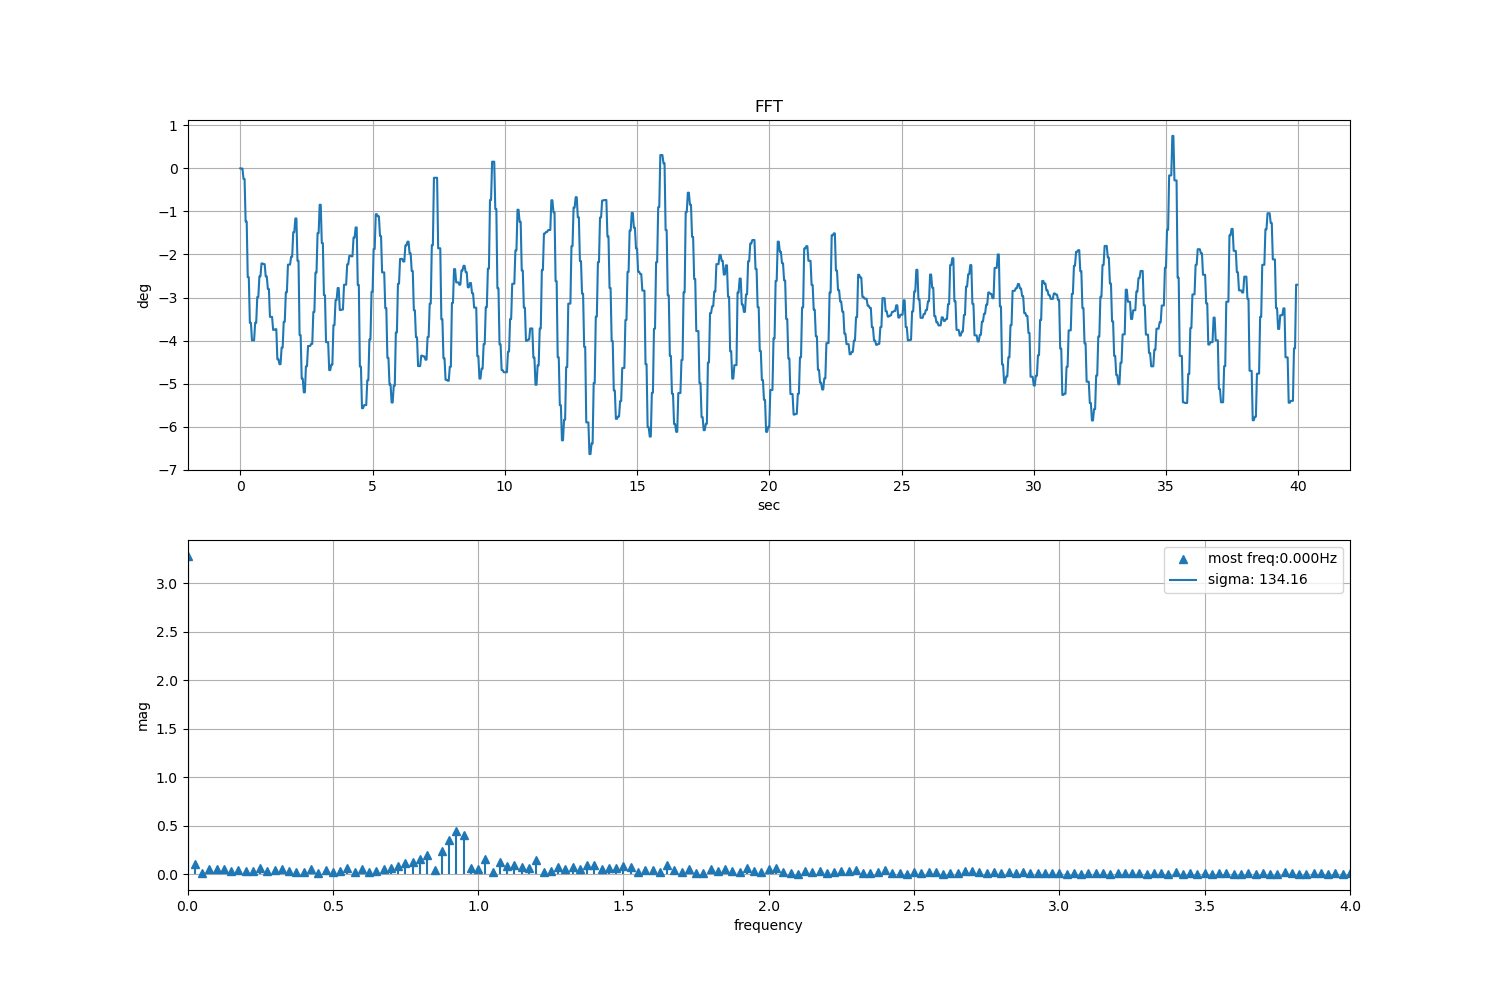 FFT
1
0
−1
−2
−3
−4
−5
−6
−7
deg
0 5 10 15 20 25 30 35 40
sec
3.0
2.5
2.0
1.5
1.0
0.5
0.0
mag
most freq:0.000Hz
sigma: 134.16
0.0 0.5 1.0 1.5 2.0 2.5 3.0 3.5 4.0
frequency